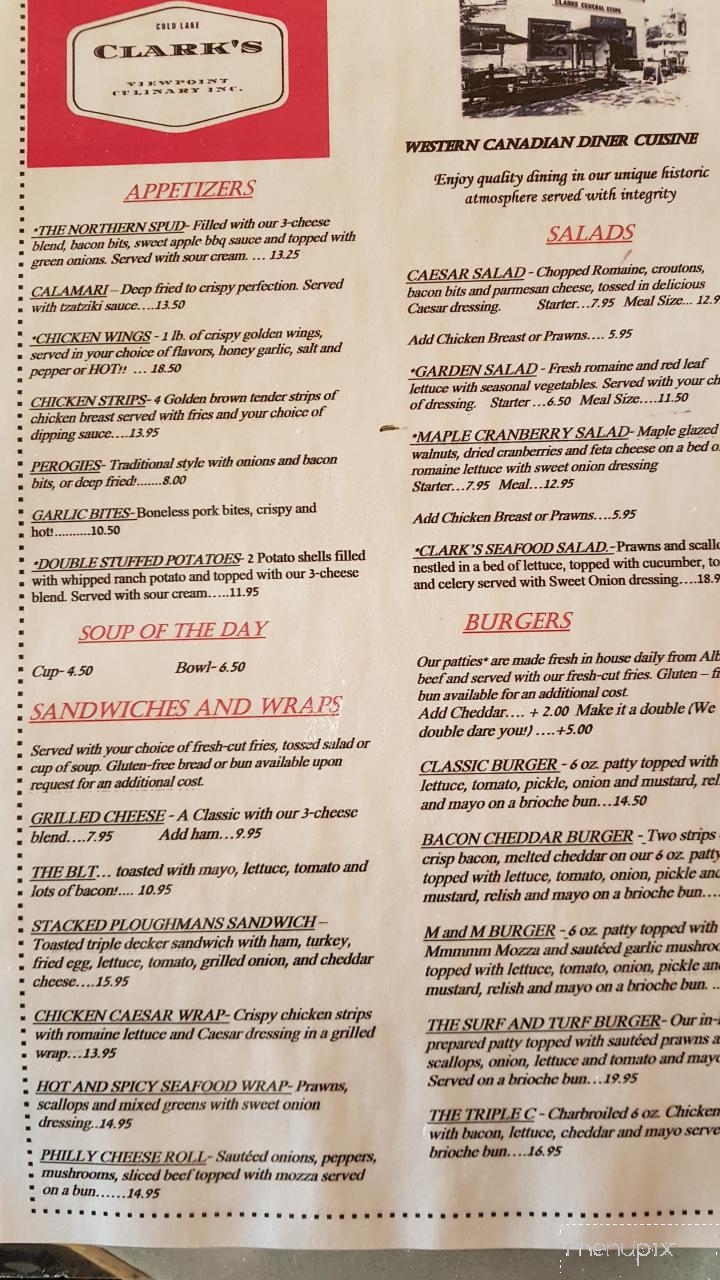 COLD LAKE
CLARK'S
VIEWPOINT
CULINARY INC.
APPETIZERS
*THE NORTHERN SPUD- Filled with our 3-cheese
blend, bacon bits, sweet apple bbq sauce and topped with
green onions. Served with sour cream. ... 13.25
CALAMARI – Deep fried to crispy perfection. Served
with tzatziki sauce....13.50
*CHICKEN WINGS - 1 lb. of crispy golden wings,
served in your choice of flavors, honey garlic, salt and
pepper or HOT!! ... 18.50
CHICKEN STRIPS- 4 Golden brown tender strips of
chicken breast served with fries and your choice of
dipping sauce....13.95
PEROGIES- Traditional style with onions and bacon
bits, or deep fried!.......8.00
GARLIC BITES- Boneless pork bites, crispy and
hot!..........10.50
*DOUBLE STUFFED POTATOES- 2 Potato shells filled
with whipped ranch potato and topped with our 3-cheese
blend. Served with sour cream.....11.95
SOUP OF THE DAY
Cup- 4.50 Bowl- 6.50
SANDWICHES AND WRAPS
Served with your choice of fresh-cut fries, tossed salad or
cup of soup. Gluten-free bread or bun available upon
request for an additional cost.
GRILLED CHEESE - A Classic with our 3-cheese
blend....7.95 Add ham...9.95
THE BLT... toasted with mayo, lettuce, tomato and
lots of bacon!.... 10.95
STACKED PLOUGHMANS SANDWICH –
Toasted triple decker sandwich with ham, turkey,
fried egg, lettuce, tomato, grilled onion, and cheddar
cheese....15.95
CHICKEN CAESAR WRAP- Crispy chicken strips
with romaine lettuce and Caesar dressing in a grilled
wrap...13.95
HOT AND SPICY SEAFOOD WRAP- Prawns,
scallops and mixed greens with sweet onion
dressing..14.95
PHILLY CHEESE ROLL- Sautéed onions, peppers,
mushrooms, sliced beef topped with mozza served
on a bun......14.95
CLARKS GENERAL STORE
WESTERN CANADIAN DINER CUISINE
Enjoy quality dining in our unique historic
atmosphere served with integrity
SALADS
CAESAR SALAD - Chopped Romaine, croutons,
bacon bits and parmesan cheese, tossed in delicious
Caesar dressing. Starter...7.95 Meal Size... 12.9
Add Chicken Breast or Prawns.... 5.95
*GARDEN SALAD - Fresh romaine and red leaf
lettuce with seasonal vegetables. Served with your ch
of dressing. Starter ...6.50 Meal Size....11.50
*MAPLE CRANBERRY SALAD- Maple glazed
walnuts, dried cranberries and feta cheese on a bed o
romaine lettuce with sweet onion dressing
Starter...7.95 Meal...12.95
Add Chicken Breast or Prawns....5.95
*CLARK'S SEAFOOD SALAD.- Prawns and scallo
nestled in a bed of lettuce, topped with cucumber, to
and celery served with Sweet Onion dressing....18.9
BURGERS
Our patties* are made fresh in house daily from Alb
beef and served with our fresh-cut fries. Gluten – fr
bun available for an additional cost.
Add Cheddar.... + 2.00 Make it a double (We
double dare you!) ....+5.00
CLASSIC BURGER - 6 oz. patty topped with
lettuce, tomato, pickle, onion and mustard, rel
and mayo on a brioche bun...14.50
BACON CHEDDAR BURGER - Two strips
crisp bacon, melted cheddar on our 6 oz. patty
topped with lettuce, tomato, onion, pickle and
mustard, relish and mayo on a brioche bun....
M and M BURGER - 6 oz. patty topped with
Mmmmm Mozza and sautéed garlic mushroo
topped with lettuce, tomato, onion, pickle and
mustard, relish and mayo on a brioche bun. ..
THE SURF AND TURF BURGER- Our in-
prepared patty topped with sautéed prawns a
scallops, onion, lettuce and tomato and mayo
Served on a brioche bun...19.95
THE TRIPLE C - Charbroiled 6 oz. Chicken
with bacon, lettuce, cheddar and mayo serve
brioche bun....16.95
menupix